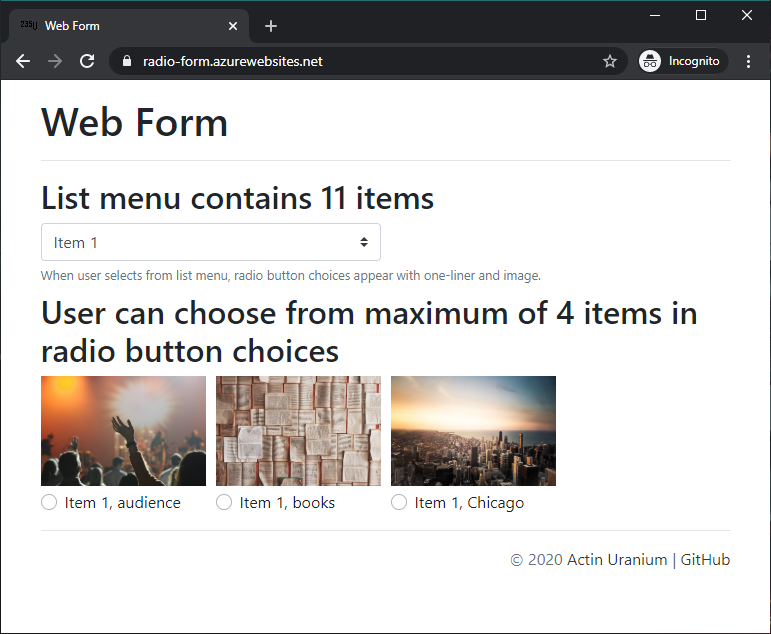 235U Web Form
radio-form.azurewebsites.net Incognito
Web Form
List menu contains 11 items
Item 1
When user selects from list menu, radio button choices appear with one-liner and image.
User can choose from maximum of 4 items in
radio button choices
Item 1, audience Item 1, books Item 1, Chicago
© 2020 Actin Uranium | GitHub